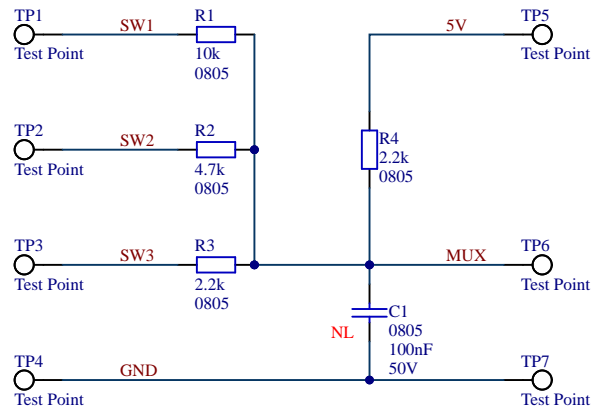 TP1
SW1
R1
5V
TP5
Test Point
10k
0805
Test Point
TP2
SW2
R2
R4
2.2k
0805
Test Point
4.7k
0805
TP3
SW3
R3
MUX
TP6
Test Point
2.2k
0805
Test Point
C1
0805
100nF
50V
NL
TP4
GND
TP7
Test Point
Test Point